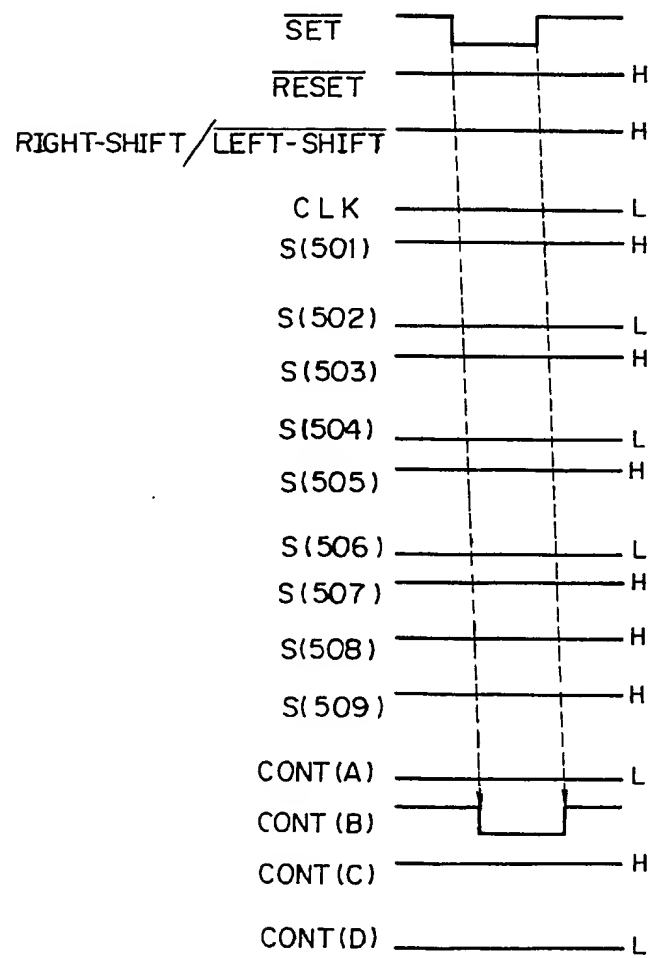 SET
RESET H
RIGHT-SHIFT/LEFT-SHIFT H
CLK L
S(501) H
S(502) L
S(503) H
S(504) L
S(505) H
S(506) L
S(507) H
S(508) H
S(509) H
CONT(A) L
CONT(B)
CONT(C) H
CONT(D) L